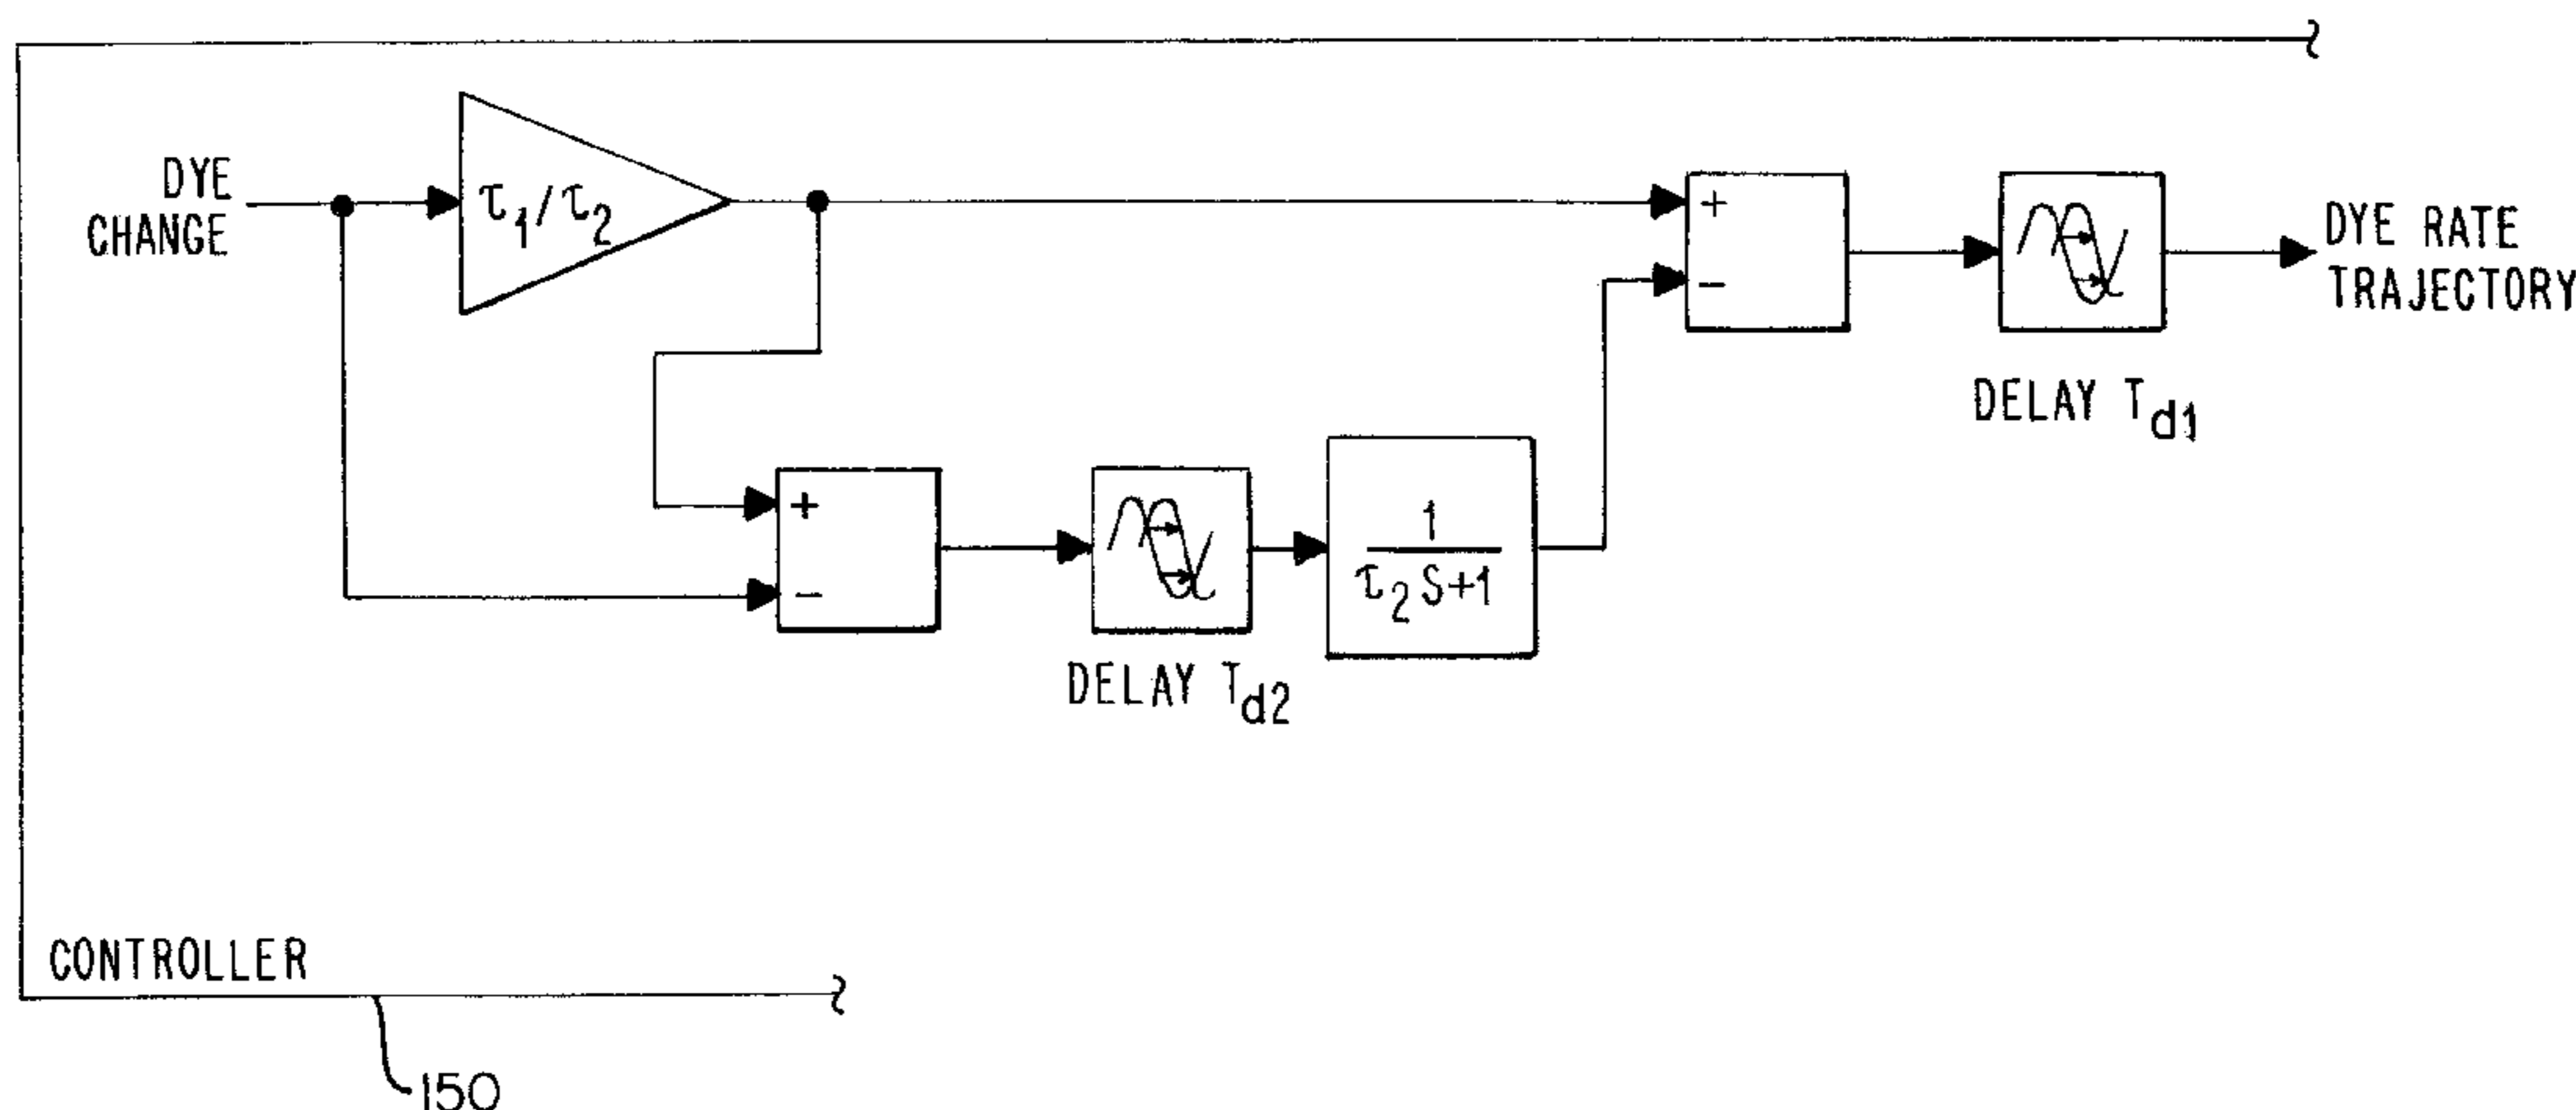 DYE
CHANGE
τ1/τ2
+
−
DYE RATE
TRAJECTORY
DELAY Td1
+
−
1
τ2S+1
DELAY Td2
CONTROLLER
150